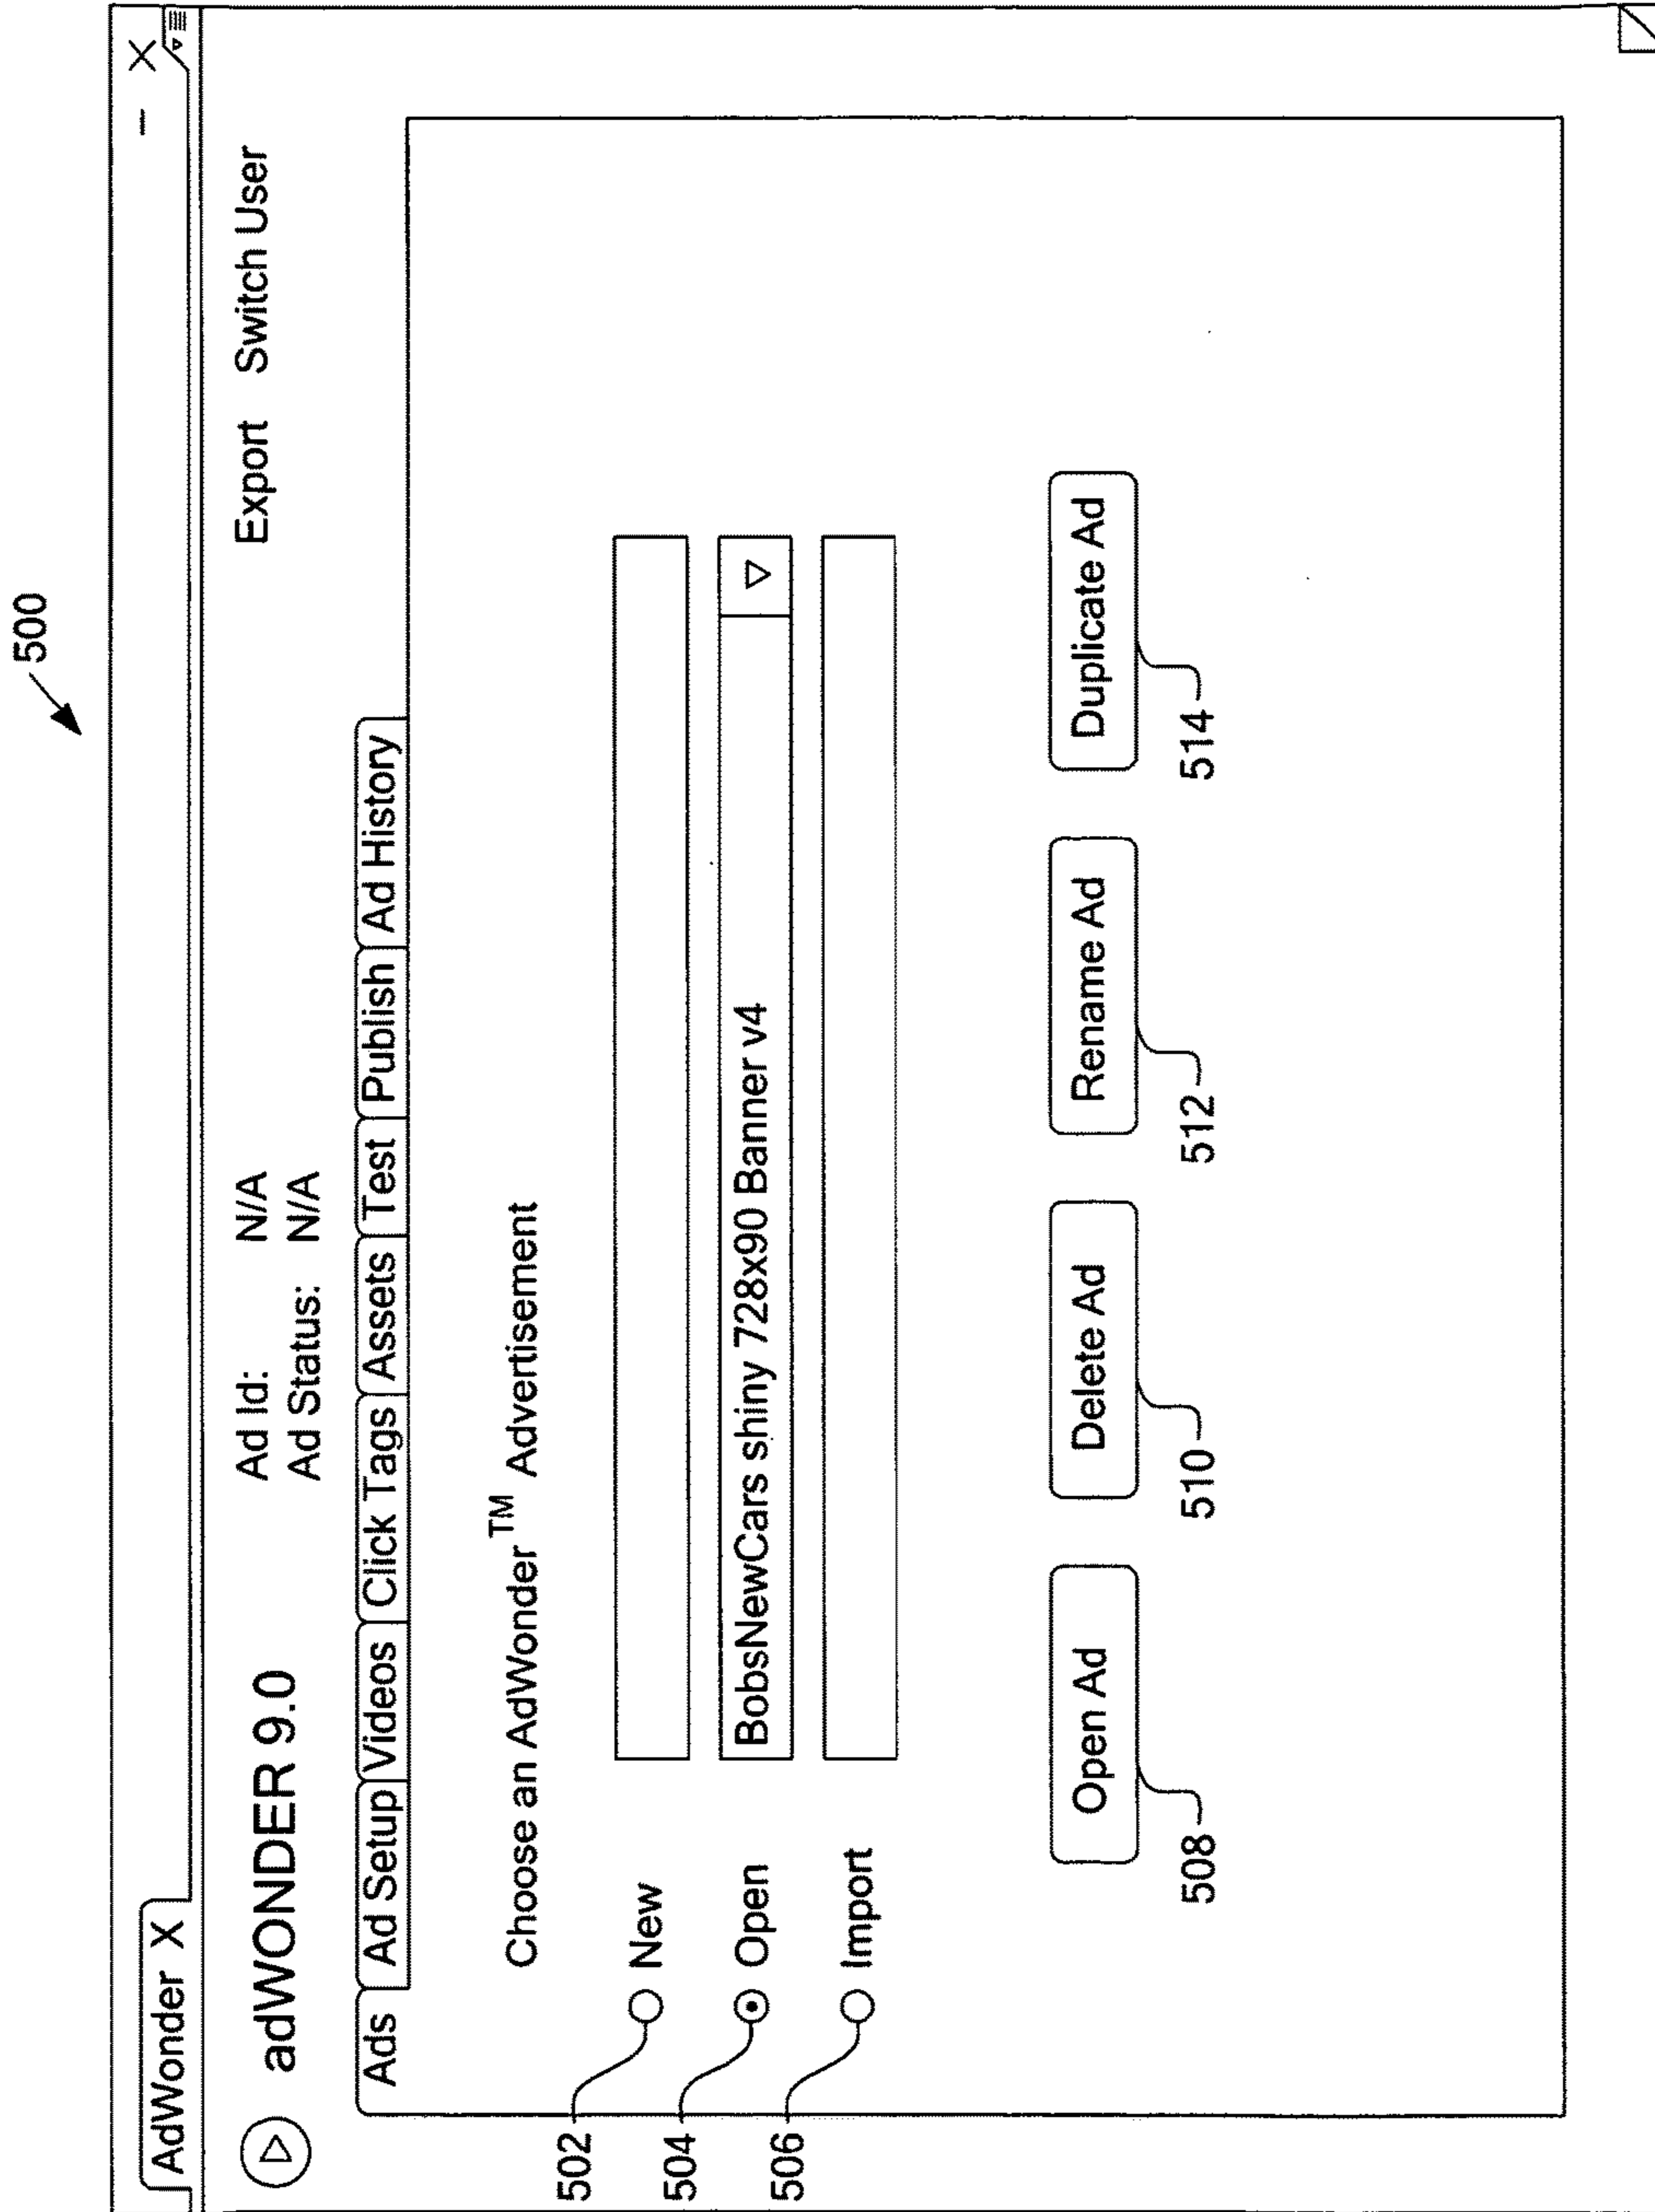 500
AdWonder X
– X
adWONDER 9.0
Ad Id: N/A
Ad Status: N/A
Export Switch User
Ads Ad Setup Videos Click Tags Assets Test Publish Ad History
Choose an AdWonder™ Advertisement
502
New
504
Open BobsNewCars shiny 728x90 Banner v4
506
Import
Open Ad Delete Ad Rename Ad Duplicate Ad
508 510 512 514